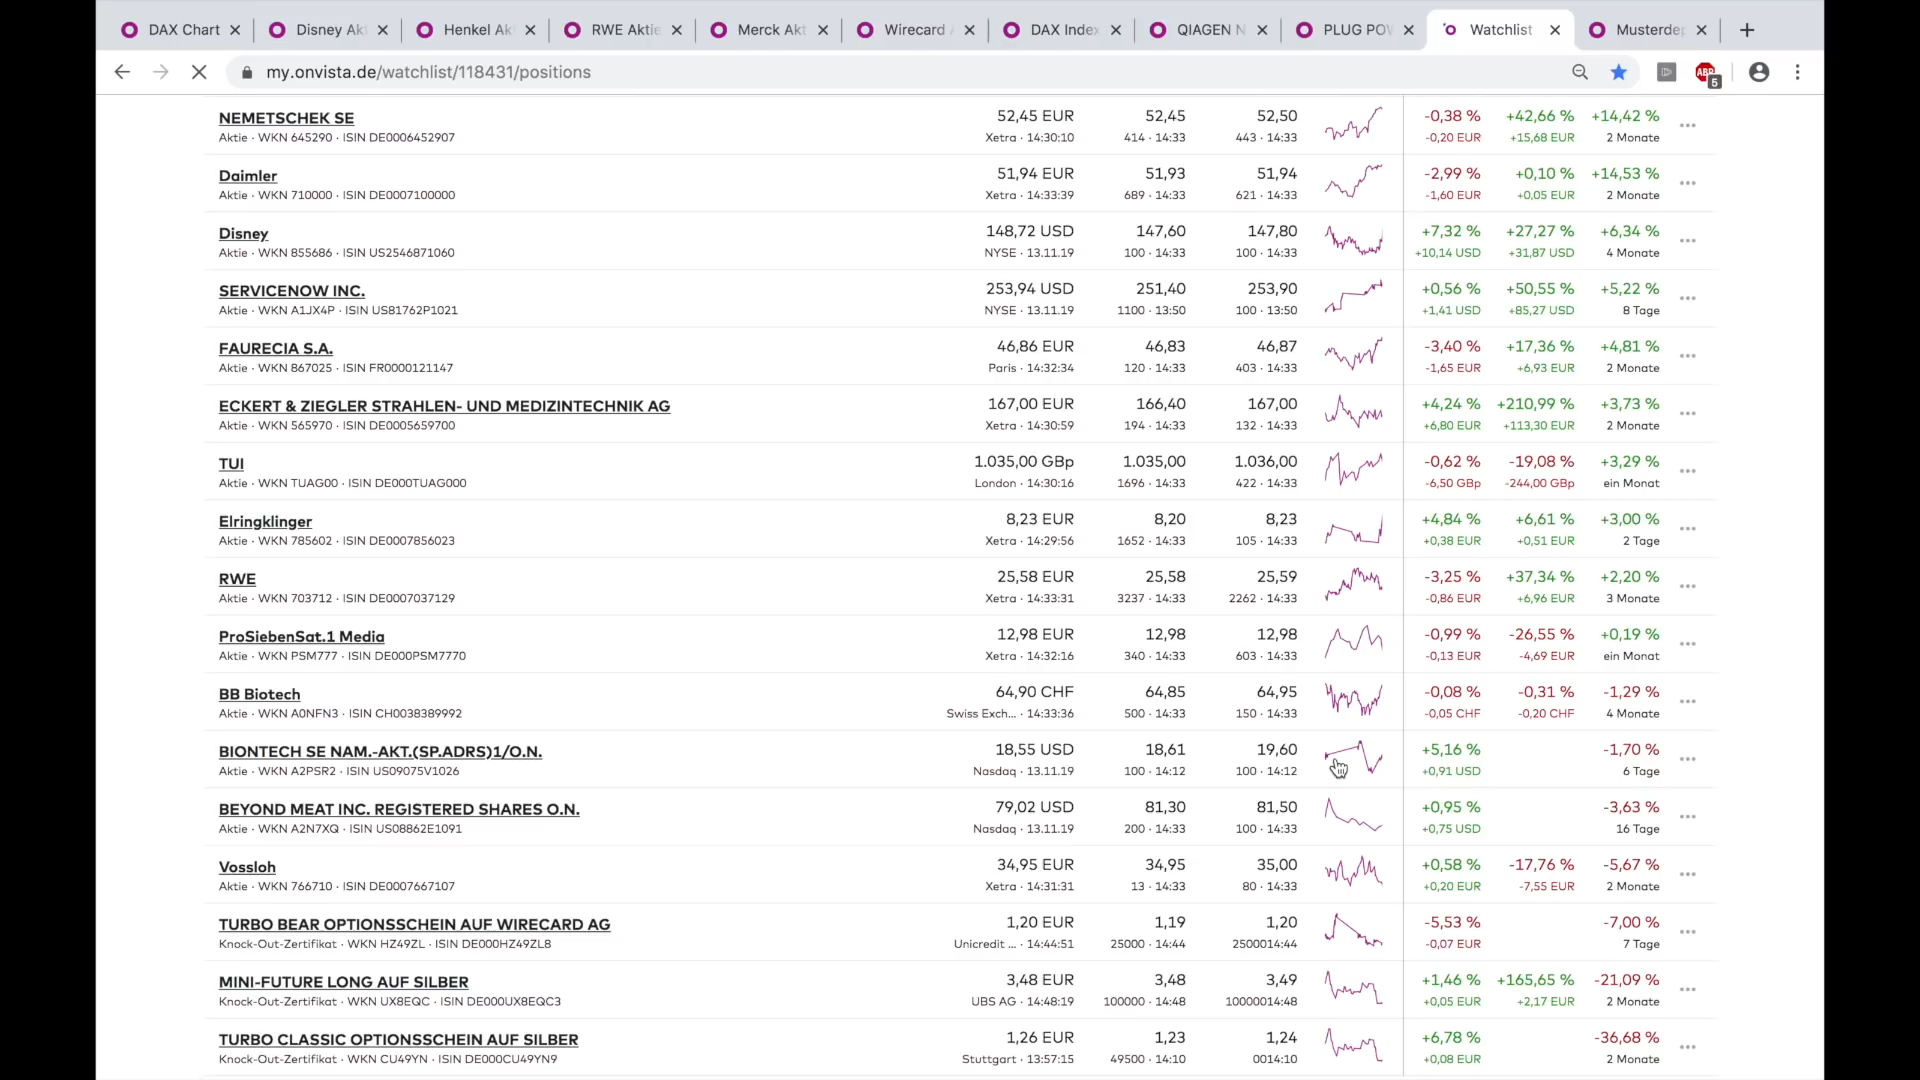 DAX Chart
Disney Ak
Henkel Ak
RWE Aktie
Merck Akt
Wirecard
DAX Index
QIAGEN N
PLUG POW
Watchlist
Musterdep
my.onvista.de/watchlist/118431/positions
ABP
5
NEMETSCHEK SE 52,45 EUR 52,45 52,50 -0,38 % +42,66 % +14,42 %
Aktie · WKN 645290 · ISIN DE0006452907 Xetra · 14:30:10 414 · 14:33 443 · 14:33 -0,20 EUR +15,68 EUR 2 Monate
Daimler 51,94 EUR 51,93 51,94 -2,99 % +0,10 % +14,53 %
Aktie · WKN 710000 · ISIN DE0007100000 Xetra · 14:33:39 689 · 14:33 621 · 14:33 -1,60 EUR +0,05 EUR 2 Monate
Disney 148,72 USD 147,60 147,80 +7,32 % +27,27 % +6,34 %
Aktie · WKN 855686 · ISIN US2546871060 NYSE · 13.11.19 100 · 14:33 100 · 14:33 +10,14 USD +31,87 USD 4 Monate
SERVICENOW INC. 253,94 USD 251,40 253,90 +0,56 % +50,55 % +5,22 %
Aktie · WKN A1JX4P · ISIN US81762P1021 NYSE · 13.11.19 1100 · 13:50 100 · 13:50 +1,41 USD +85,27 USD 8 Tage
FAURECIA S.A. 46,86 EUR 46,83 46,87 -3,40 % +17,36 % +4,81 %
Aktie · WKN 867025 · ISIN FR0000121147 Paris · 14:32:34 120 · 14:33 403 · 14:33 -1,65 EUR +6,93 EUR 2 Monate
ECKERT & ZIEGLER STRAHLEN- UND MEDIZINTECHNIK AG 167,00 EUR 166,40 167,00 +4,24 % +210,99 % +3,73 %
Aktie · WKN 565970 · ISIN DE0005659700 Xetra · 14:30:59 194 · 14:33 132 · 14:33 +6,80 EUR +113,30 EUR 2 Monate
TUI 1.035,00 GBp 1.035,00 1.036,00 -0,62 % -19,08 % +3,29 %
Aktie · WKN TUAG00 · ISIN DE000TUAG000 London · 14:30:16 1696 · 14:33 422 · 14:33 -6,50 GBp -244,00 GBp ein Monat
Elringklinger 8,23 EUR 8,20 8,23 +4,84 % +6,61 % +3,00 %
Aktie · WKN 785602 · ISIN DE0007856023 Xetra · 14:29:56 1652 · 14:33 105 · 14:33 +0,38 EUR +0,51 EUR 2 Tage
RWE 25,58 EUR 25,58 25,59 -3,25 % +37,34 % +2,20 %
Aktie · WKN 703712 · ISIN DE0007037129 Xetra · 14:33:31 3237 · 14:33 2262 · 14:33 -0,86 EUR +6,96 EUR 3 Monate
ProSiebenSat.1 Media 12,98 EUR 12,98 12,98 -0,99 % -26,55 % +0,19 %
Aktie · WKN PSM777 · ISIN DE000PSM7770 Xetra · 14:32:16 340 · 14:33 603 · 14:33 -0,13 EUR -4,69 EUR ein Monat
BB Biotech 64,90 CHF 64,85 64,95 -0,08 % -0,31 % -1,29 %
Aktie · WKN A0NFN3 · ISIN CH0038389992 Swiss Exch... · 14:33:36 500 · 14:33 150 · 14:33 -0,05 CHF -0,20 CHF 4 Monate
BIONTECH SE NAM.-AKT.(SP.ADRS)1/O.N. 18,55 USD 18,61 19,60 +5,16 % -1,70 %
Aktie · WKN A2PSR2 · ISIN US09075V1026 Nasdaq · 13.11.19 100 · 14:12 100 · 14:12 +0,91 USD 6 Tage
BEYOND MEAT INC. REGISTERED SHARES O.N. 79,02 USD 81,30 81,50 +0,95 % -3,63 %
Aktie · WKN A2N7XQ · ISIN US08862E1091 Nasdaq · 13.11.19 200 · 14:33 100 · 14:33 +0,75 USD 16 Tage
Vossloh 34,95 EUR 34,95 35,00 +0,58 % -17,76 % -5,67 %
Aktie · WKN 766710 · ISIN DE0007667107 Xetra · 14:31:31 13 · 14:33 80 · 14:33 +0,20 EUR -7,55 EUR 2 Monate
TURBO BEAR OPTIONSSCHEIN AUF WIRECARD AG 1,20 EUR 1,19 1,20 -5,53 % -7,00 %
Knock-Out-Zertifikat · WKN HZ49ZL · ISIN DE000HZ49ZL8 Unicredit ... · 14:44:51 25000 · 14:44 2500014:44 -0,07 EUR 7 Tage
MINI-FUTURE LONG AUF SILBER 3,48 EUR 3,48 3,49 +1,46 % +165,65 % -21,09 %
Knock-Out-Zertifikat · WKN UX8EQC · ISIN DE000UX8EQC3 UBS AG · 14:48:19 100000 · 14:48 10000014:48 +0,05 EUR +2,17 EUR 2 Monate
TURBO CLASSIC OPTIONSSCHEIN AUF SILBER 1,26 EUR 1,23 1,24 +6,78 % -36,68 %
Knock-Out-Zertifikat · WKN CU49YN · ISIN DE000CU49YN9 Stuttgart · 13:57:15 49500 · 14:10 0014:10 +0,08 EUR 2 Monate